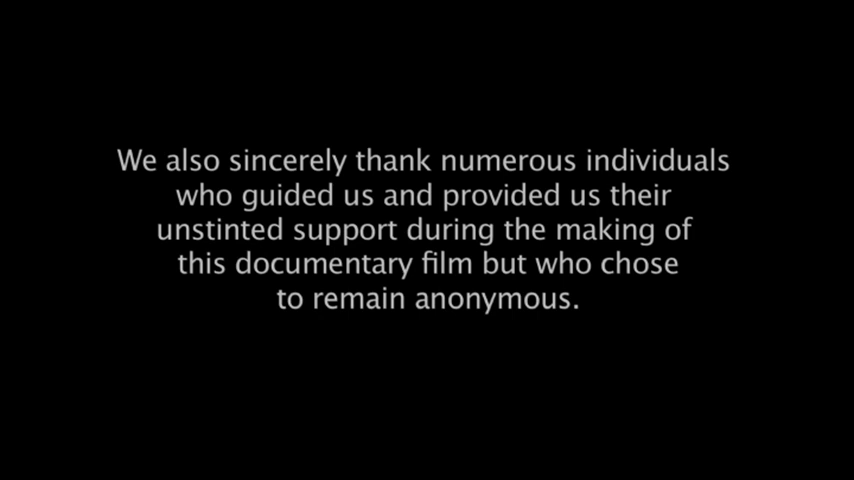 We also sincerely thank numerous individuals
who guided us and provided us their
unstinted support during the making of
this documentary film but who chose
to remain anonymous.